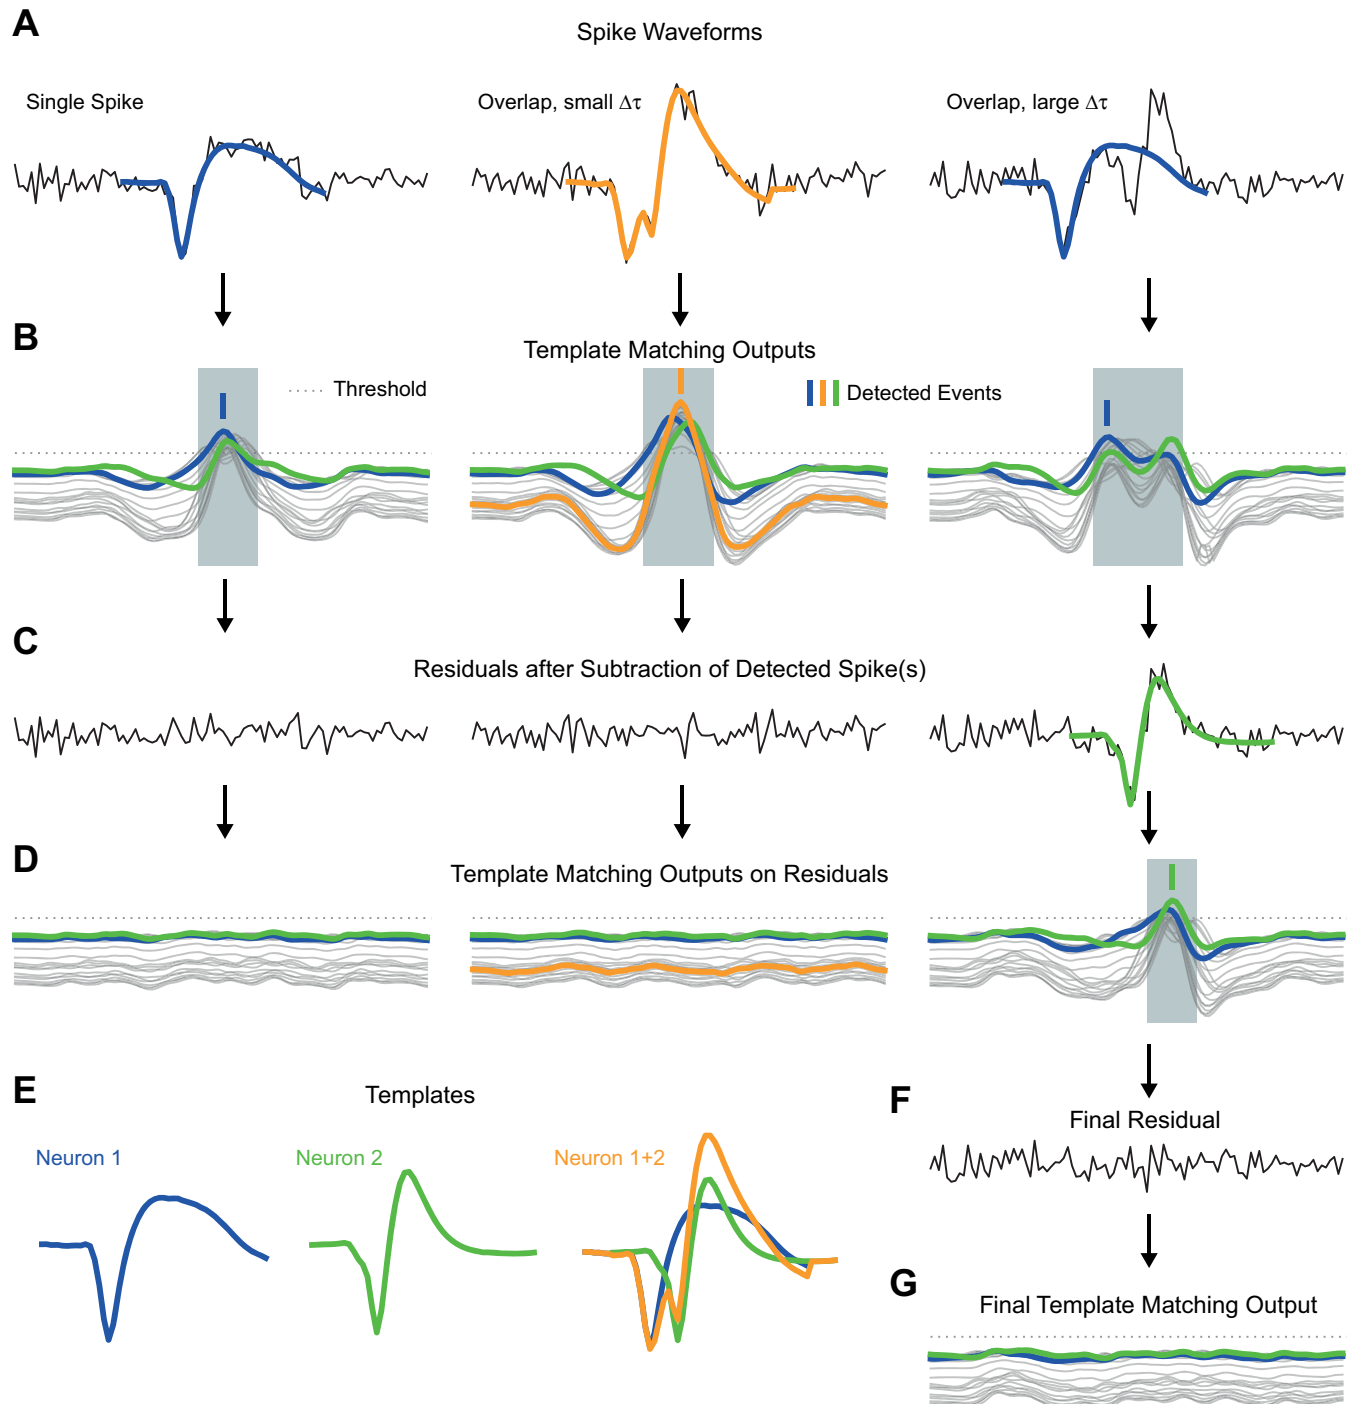 A
Spike Waveforms
Single Spike
Overlap, small Δτ
Overlap, large Δτ
B
Template Matching Outputs
Threshold
Detected Events
C
Residuals after Subtraction of Detected Spike(s)
D
Template Matching Outputs on Residuals
E
Templates
Neuron 1
Neuron 2
Neuron 1+2
F
Final Residual
G
Final Template Matching Output